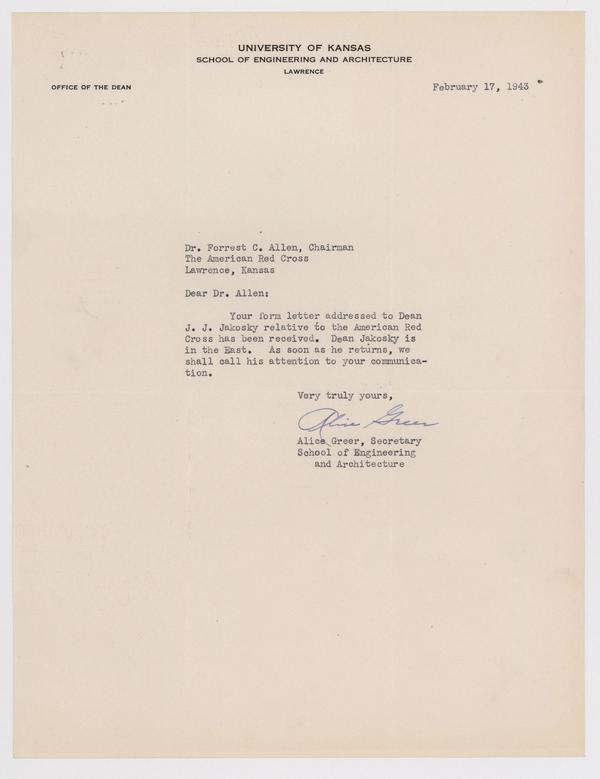 UNIVERSITY OF KANSAS
SCHOOL OF ENGINEERING AND ARCHITECTURE
LAWRENCE
OFFICE OF THE DEAN
February 17, 1943
Dr. Forrest C. Allen, Chairman
The American Red Cross
Lawrence, Kansas
Dear Dr. Allen:
Your form letter addressed to Dean
J. J. Jakosky relative to the American Red
Cross has been received. Dean Jakosky is
in the East. As soon as he returns, we
shall call his attention to your communica-
tion.
Very truly yours,
Alice Greer
Alice Greer, Secretary
School of Engineering
and Architecture